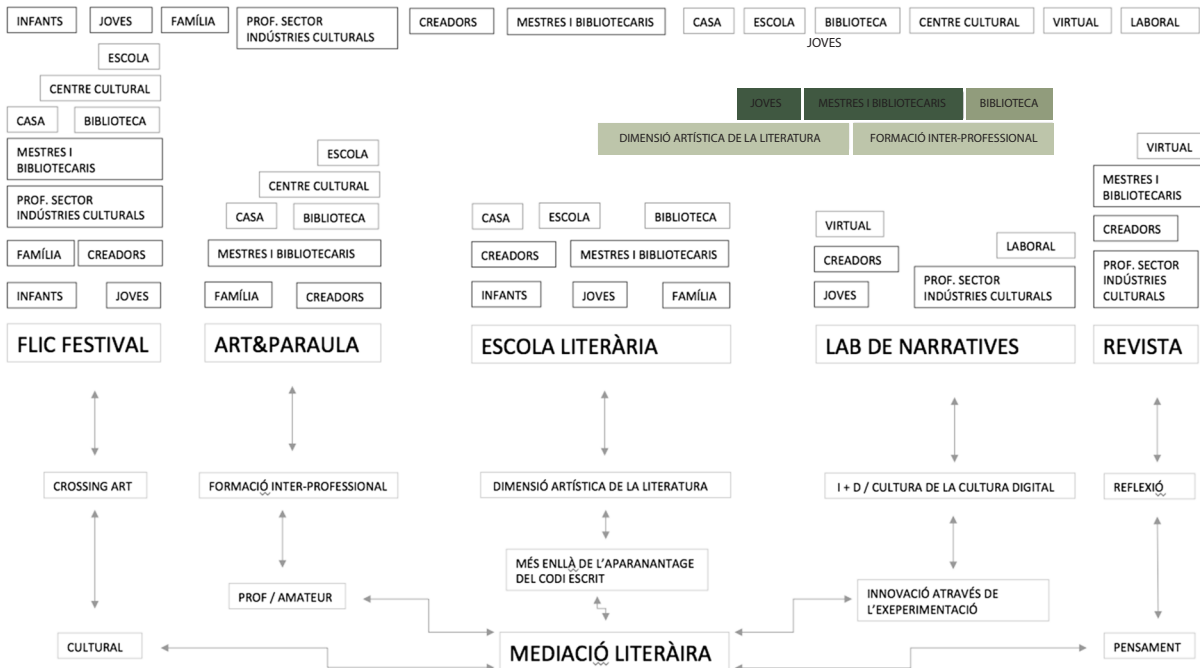 INFANTS
JOVES
FAMÍLIA
PROF. SECTOR
INDÚSTRIES CULTURALS
CREADORS
MESTRES I BIBLIOTECARIS
CASA
ESCOLA
BIBLIOTECA
CENTRE CULTURAL
VIRTUAL
LABORAL
JOVES
ESCOLA
CENTRE CULTURAL
CASA
BIBLIOTECA
MESTRES I
BIBLIOTECARIS
PROF. SECTOR
INDÚSTRIES CULTURALS
FAMÍLIA
CREADORS
INFANTS
JOVES
FLIC FESTIVAL
ESCOLA
CENTRE CULTURAL
CASA
BIBLIOTECA
MESTRES I BIBLIOTECARIS
FAMÍLIA
CREADORS
ART&PARAULA
JOVES
MESTRES I BIBLIOTECARIS
BIBLIOTECA
DIMENSIÓ ARTÍSTICA DE LA LITERATURA
FORMACIÓ INTER-PROFESSIONAL
CASA
ESCOLA
BIBLIOTECA
CREADORS
MESTRES I BIBLIOTECARIS
INFANTS
JOVES
FAMÍLIA
ESCOLA LITERÀRIA
VIRTUAL
LABORAL
CREADORS
PROF. SECTOR
INDÚSTRIES CULTURALS
JOVES
LAB DE NARRATIVES
VIRTUAL
MESTRES I
BIBLIOTECARIS
CREADORS
PROF. SECTOR
INDÚSTRIES
CULTURALS
REVISTA
CROSSING ART
FORMACIÓ INTER-PROFESSIONAL
DIMENSIÓ ARTÍSTICA DE LA LITERATURA
I + D / CULTURA DE LA CULTURA DIGITAL
REFLEXIÓ
MÉS ENLLÀ DE L'APARANANTAGE
DEL CODI ESCRIT
PROF / AMATEUR
INNOVACIÓ ATRAVÉS DE
L'EXEPERIMENTACIÓ
CULTURAL
MEDIACIÓ LITERÀIRA
PENSAMENT